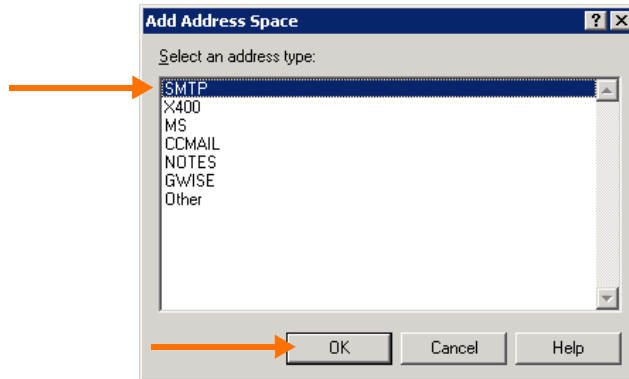 Add Address Space
Select an address type:
SMTP
X400
MS
CCMAIL
NOTES
GWISE
Other
OK Cancel Help